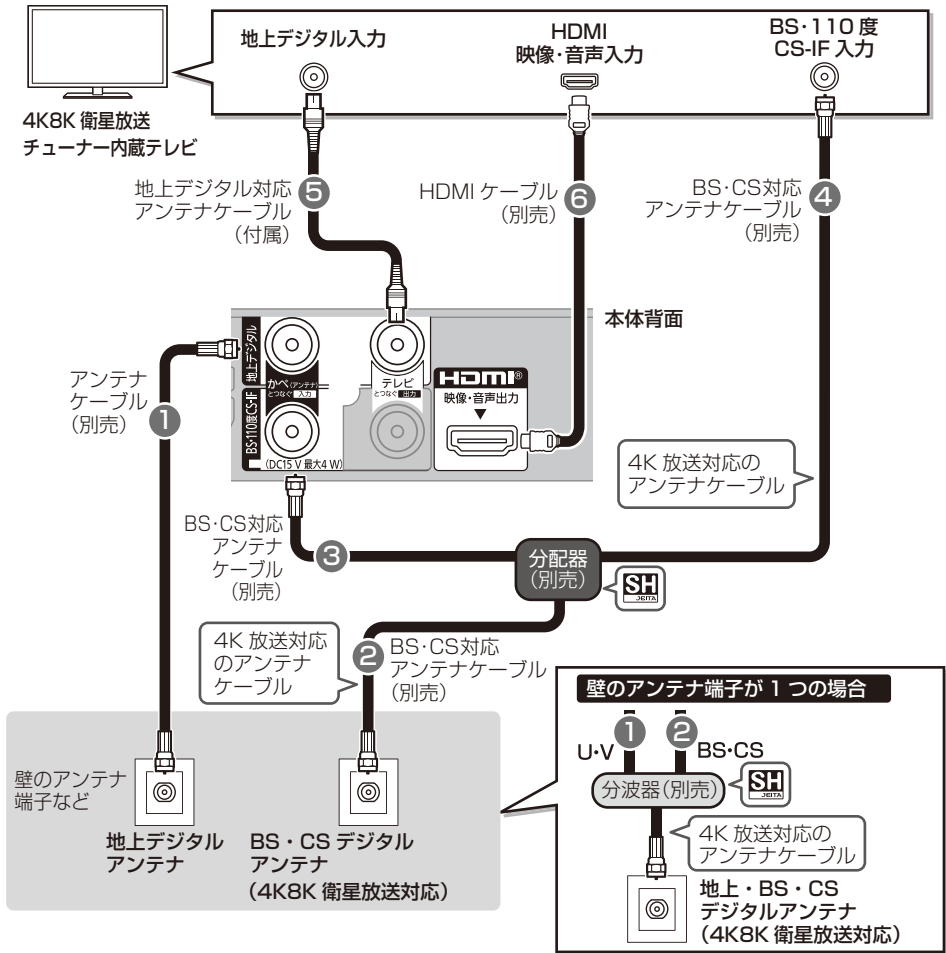 地上デジタル入力
HDMI
映像・音声入力
BS・110度
CS-IF 入力
4K8K 衛星放送
チューナー内蔵テレビ
地上デジタル対応
アンテナケーブル
（付属）
5
HDMI ケーブル
（別売）
6
BS・CS対応
アンテナケーブル
（別売）
4
本体背面
地上デジタル
かべ(アンテナ)
とつなぐ 入力
テレビ
とつなぐ 出力
BS・110度CS-IF
(DC15 V 最大4 W)
HDMI®
映像・音声出力
アンテナ
ケーブル
（別売）
1
4K 放送対応の
アンテナケーブル
BS・CS対応
アンテナ
ケーブル
（別売）
3
分配器
（別売）
SH
JEITA
4K 放送対応
のアンテナ
ケーブル
2
BS・CS対応
アンテナケーブル
（別売）
壁のアンテナ
端子など
地上デジタル
アンテナ
BS・CS デジタル
アンテナ
（4K8K 衛星放送対応）
壁のアンテナ端子が 1 つの場合
U・V
1
2
BS・CS
分波器（別売）
SH
JEITA
4K 放送対応の
アンテナケーブル
地上・BS・CS
デジタルアンテナ
（4K8K 衛星放送対応）